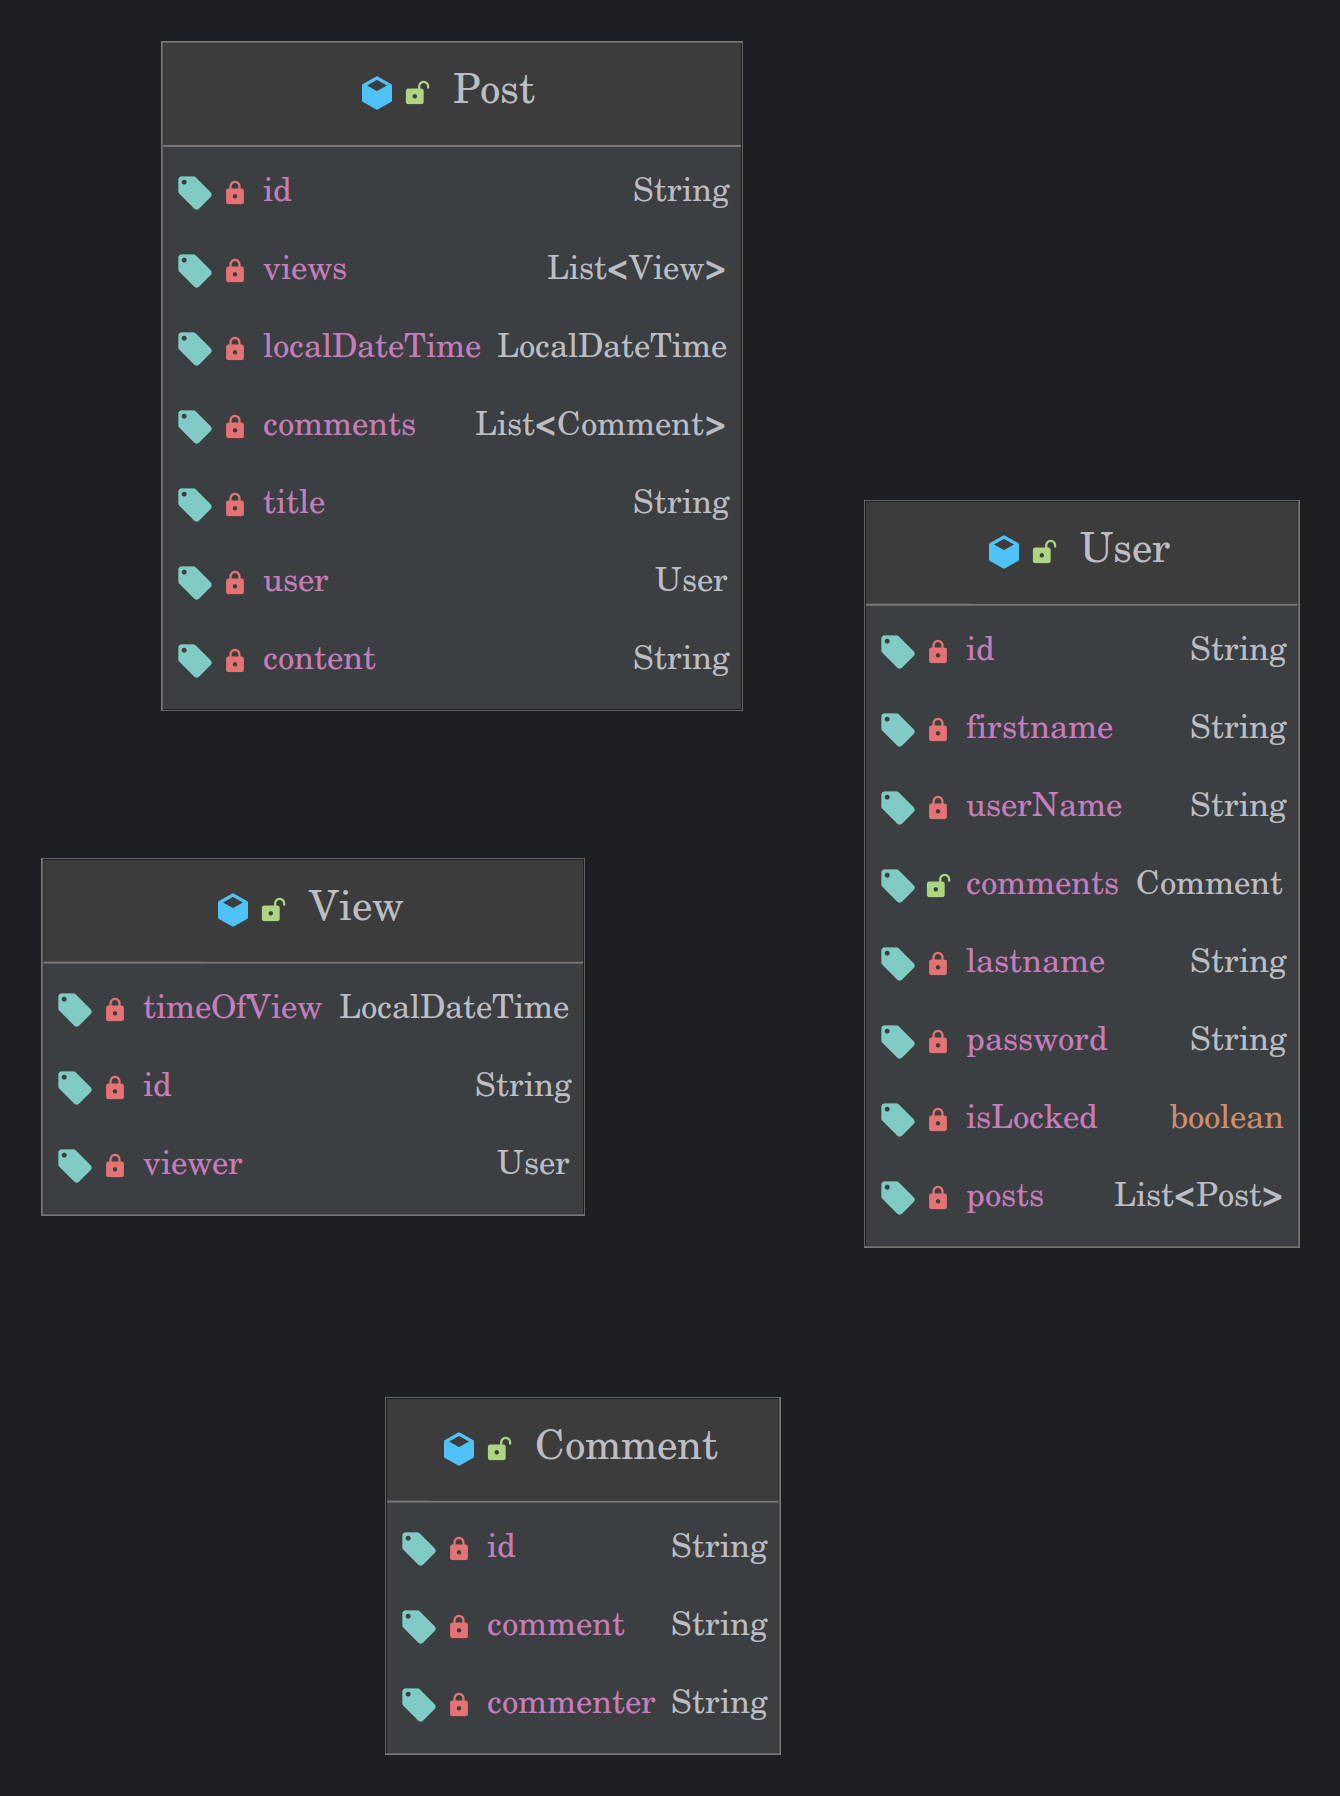 Post
id String
views List<View>
localDateTime LocalDateTime
comments List<Comment>
title String
user User
content String
User
id String
firstname String
userName String
comments Comment
lastname String
password String
isLocked boolean
posts List<Post>
View
timeOfView LocalDateTime
id String
viewer User
Comment
id String
comment String
commenter String